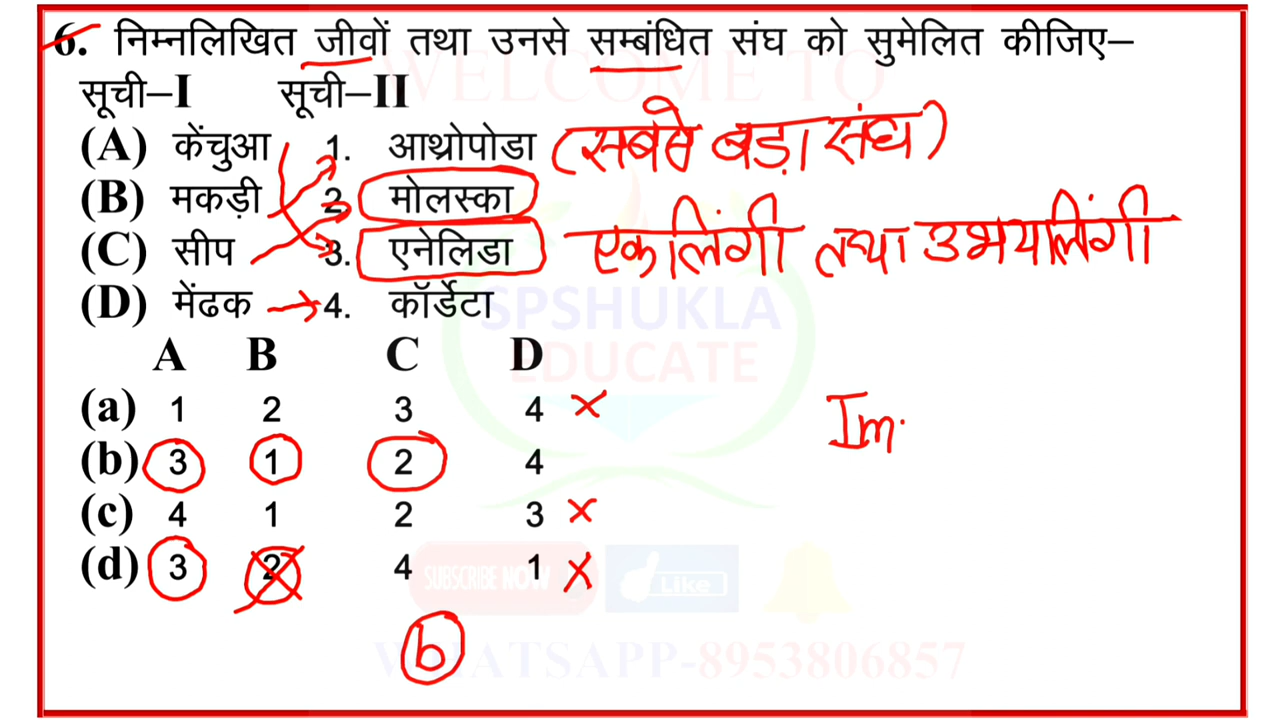 WELCOME TO
6. निम्नलिखित जीवों तथा उनसे सम्बंधित संघ को सुमेलित कीजिए–
सूची–I सूची–II
(A) केंचुआ 1. आथ्रोपोडा (सबसे बड़ा संघ)
(B) मकड़ी 2. मोलस्का
(C) सीप 3. एनेलिडा एकलिंगी तथा उभयलिंगी
(D) मेंढक → 4. कॉर्डेटा
SPSHUKLA
EDUCATE
A B C D
(a) 1 2 3 4 ×
Im.
(b) 3 1 2 4
(c) 4 1 2 3 ×
(d) 3 2 4 1 ×
SUBSCRIBE NOW Like
b
WHATSAPP-8953806857